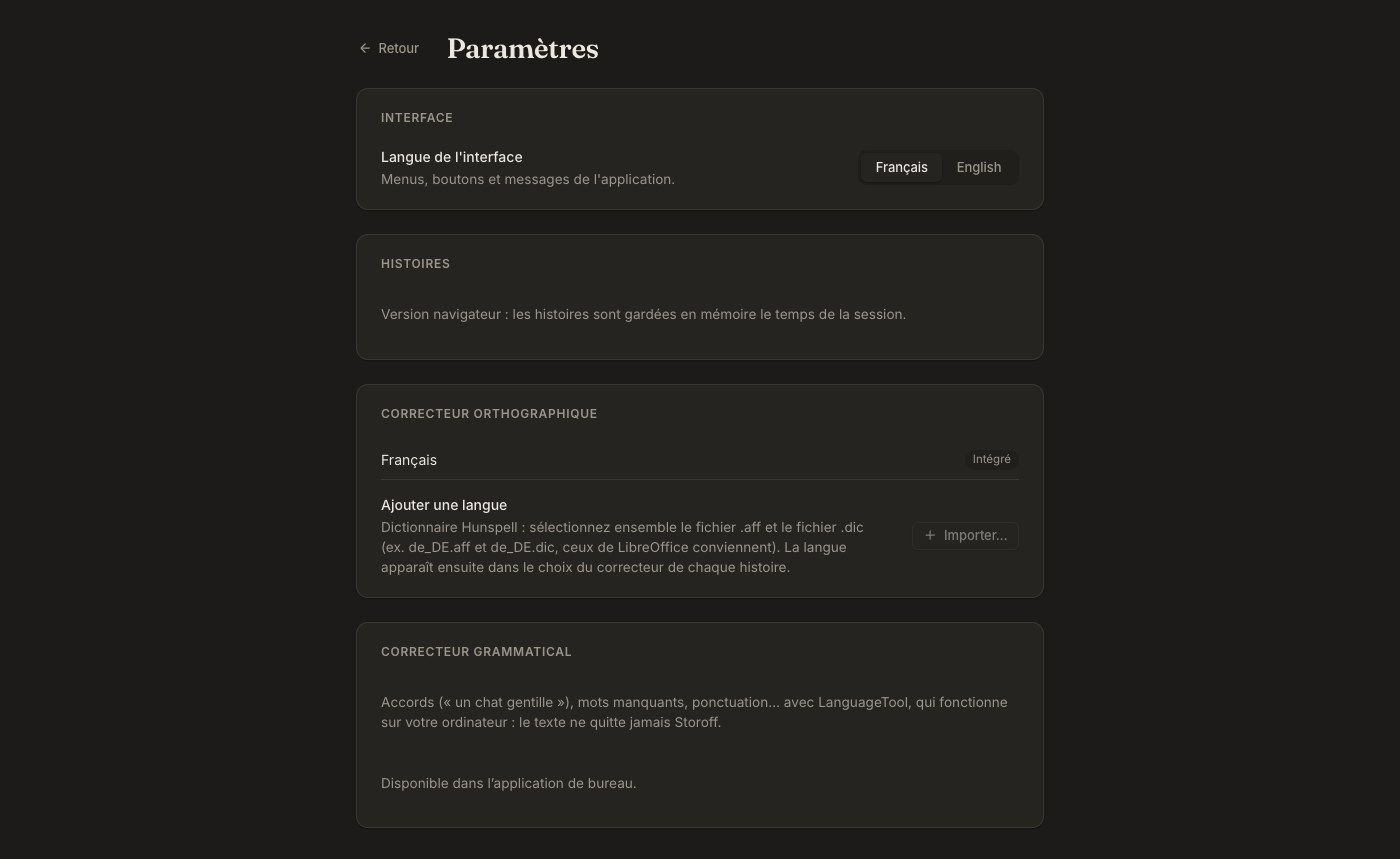 Retour
Paramètres
INTERFACE
Langue de l'interface
Menus, boutons et messages de l'application.
Français
English
HISTOIRES
Version navigateur : les histoires sont gardées en mémoire le temps de la session.
CORRECTEUR ORTHOGRAPHIQUE
Français
Intégré
Ajouter une langue
Dictionnaire Hunspell : sélectionnez ensemble le fichier .aff et le fichier .dic
(ex. de_DE.aff et de_DE.dic, ceux de LibreOffice conviennent). La langue
apparaît ensuite dans le choix du correcteur de chaque histoire.
Importer…
CORRECTEUR GRAMMATICAL
Accords (« un chat gentille »), mots manquants, ponctuation… avec LanguageTool, qui fonctionne
sur votre ordinateur : le texte ne quitte jamais Storoff.
Disponible dans l’application de bureau.